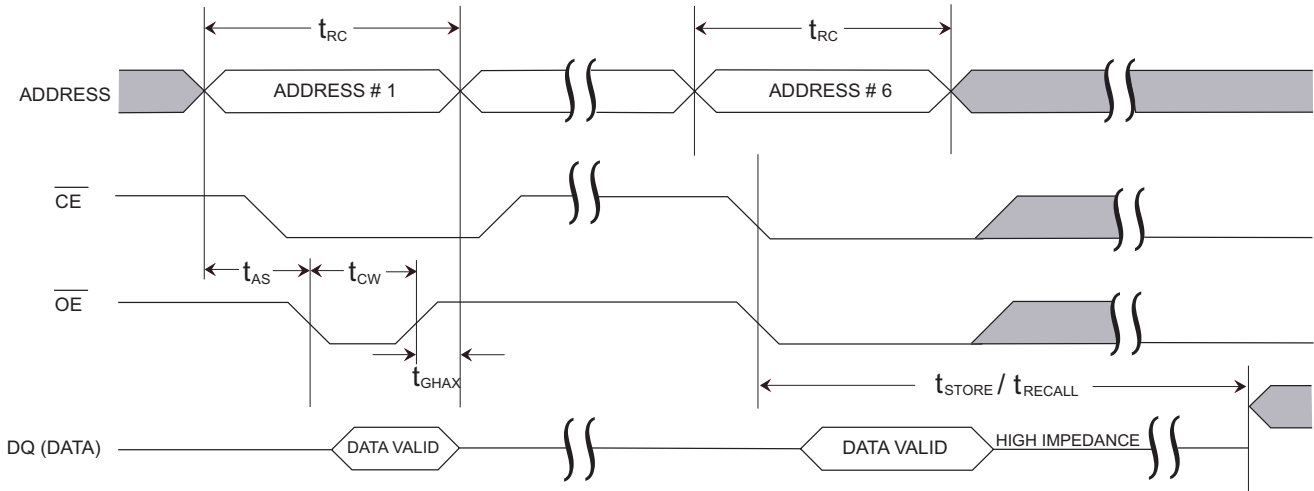 tRC
tRC
ADDRESS
ADDRESS # 1
ADDRESS # 6
CE
tAS
tCW
OE
tGHAX
tSTORE / tRECALL
DQ (DATA)
DATA VALID
DATA VALID
HIGH IMPEDANCE